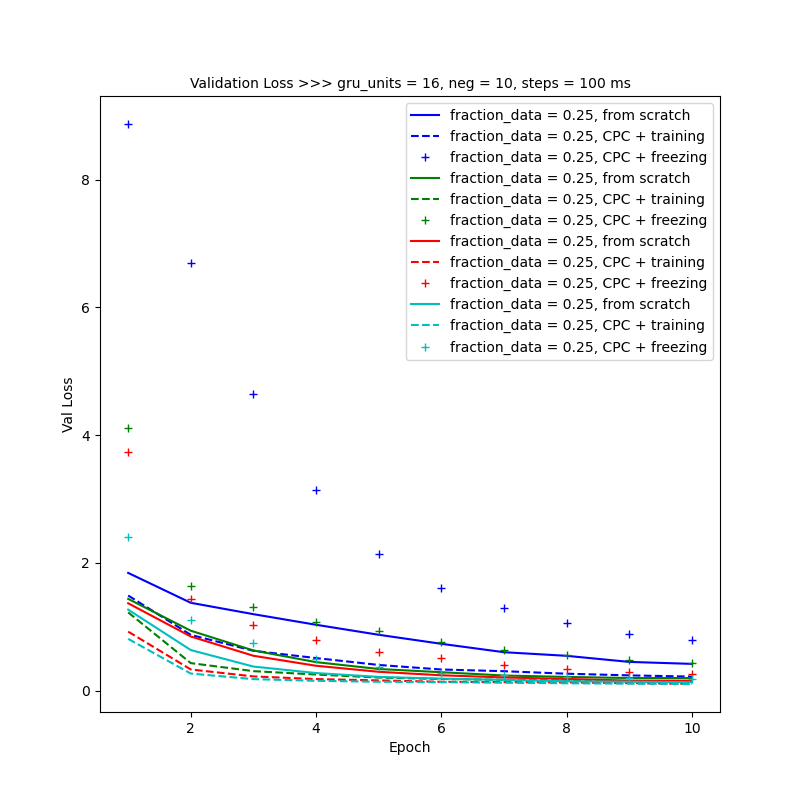 Validation Loss >>> gru_units = 16, neg = 10, steps = 100 ms
fraction_data = 0.25, from scratch
fraction_data = 0.25, CPC + training
fraction_data = 0.25, CPC + freezing
fraction_data = 0.25, from scratch
fraction_data = 0.25, CPC + training
fraction_data = 0.25, CPC + freezing
fraction_data = 0.25, from scratch
fraction_data = 0.25, CPC + training
fraction_data = 0.25, CPC + freezing
fraction_data = 0.25, from scratch
fraction_data = 0.25, CPC + training
fraction_data = 0.25, CPC + freezing
8
6
4
2
0
Val Loss
2 4 6 8 10
Epoch